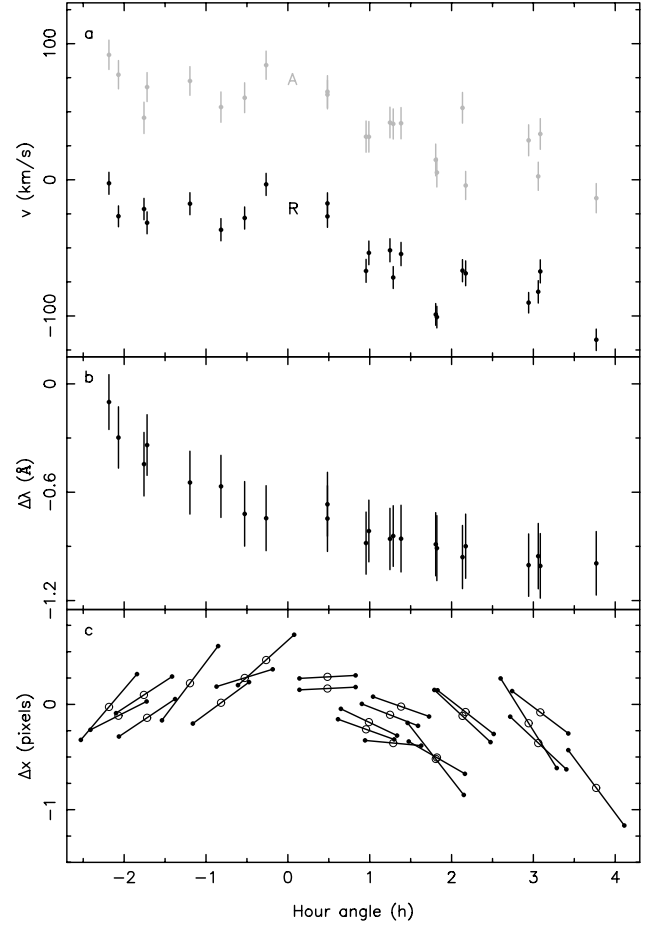 a
100
A
v (km/s)
0
R
−100
b
0
Δλ (Å)
−0.6
−1.2
c
0
Δx (pixels)
−1
−2 −1 0 1 2 3 4
Hour angle (h)